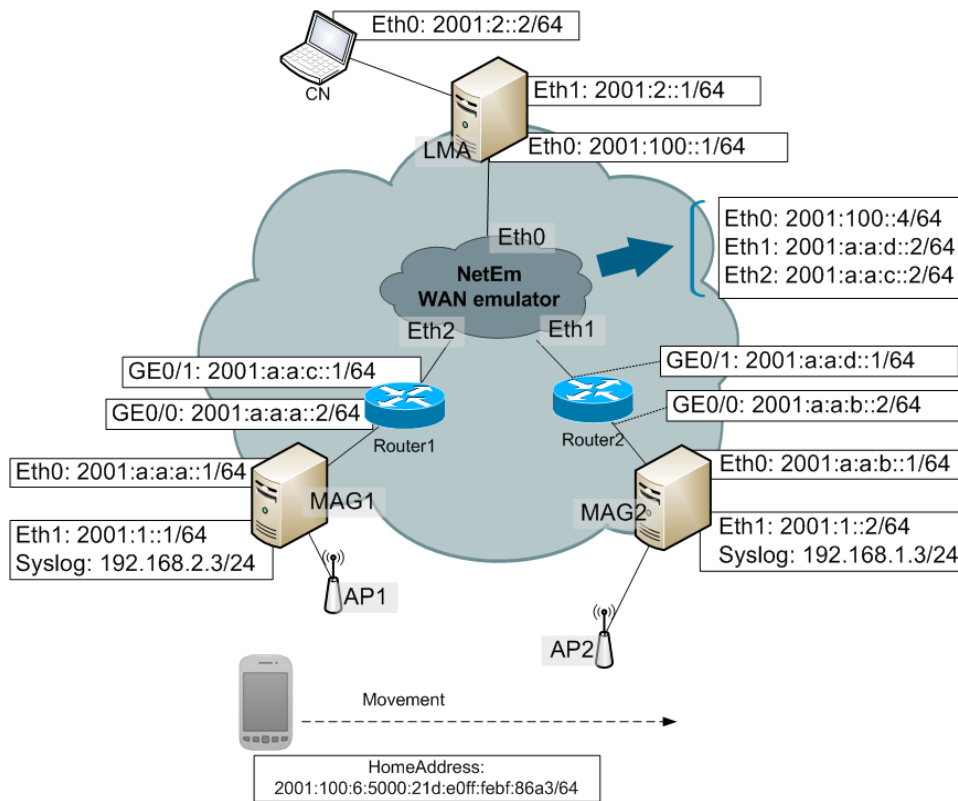 Eth0: 2001:2::2/64
CN
Eth1: 2001:2::1/64
LMA
Eth0: 2001:100::1/64
Eth0: 2001:100::4/64
Eth1: 2001:a:a:d::2/64
Eth2: 2001:a:a:c::2/64
Eth0
NetEm
WAN emulator
Eth2
Eth1
GE0/1: 2001:a:a:c::1/64
GE0/1: 2001:a:a:d::1/64
GE0/0: 2001:a:a:a::2/64
GE0/0: 2001:a:a:b::2/64
Router1
Router2
Eth0: 2001:a:a:a::1/64
Eth0: 2001:a:a:b::1/64
MAG1
MAG2
Eth1: 2001:1::1/64
Syslog: 192.168.2.3/24
Eth1: 2001:1::2/64
Syslog: 192.168.1.3/24
AP1
AP2
Movement
HomeAddress:
2001:100:6:5000:21d:e0ff:febf:86a3/64